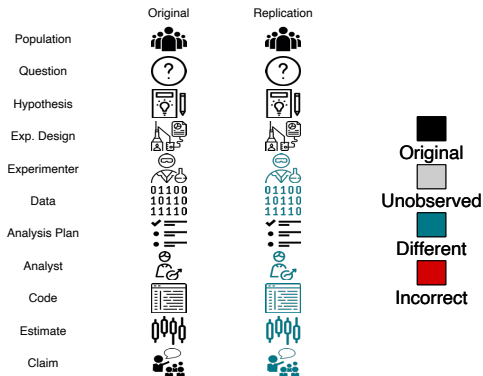 Original Replication
Population
Question
? ?
Hypothesis
Exp. Design
Experimenter
Data
01100 01100
10110 10110
11110 11110
Analysis Plan
Analyst
Code
Estimate
Claim
Original
Unobserved
Different
Incorrect